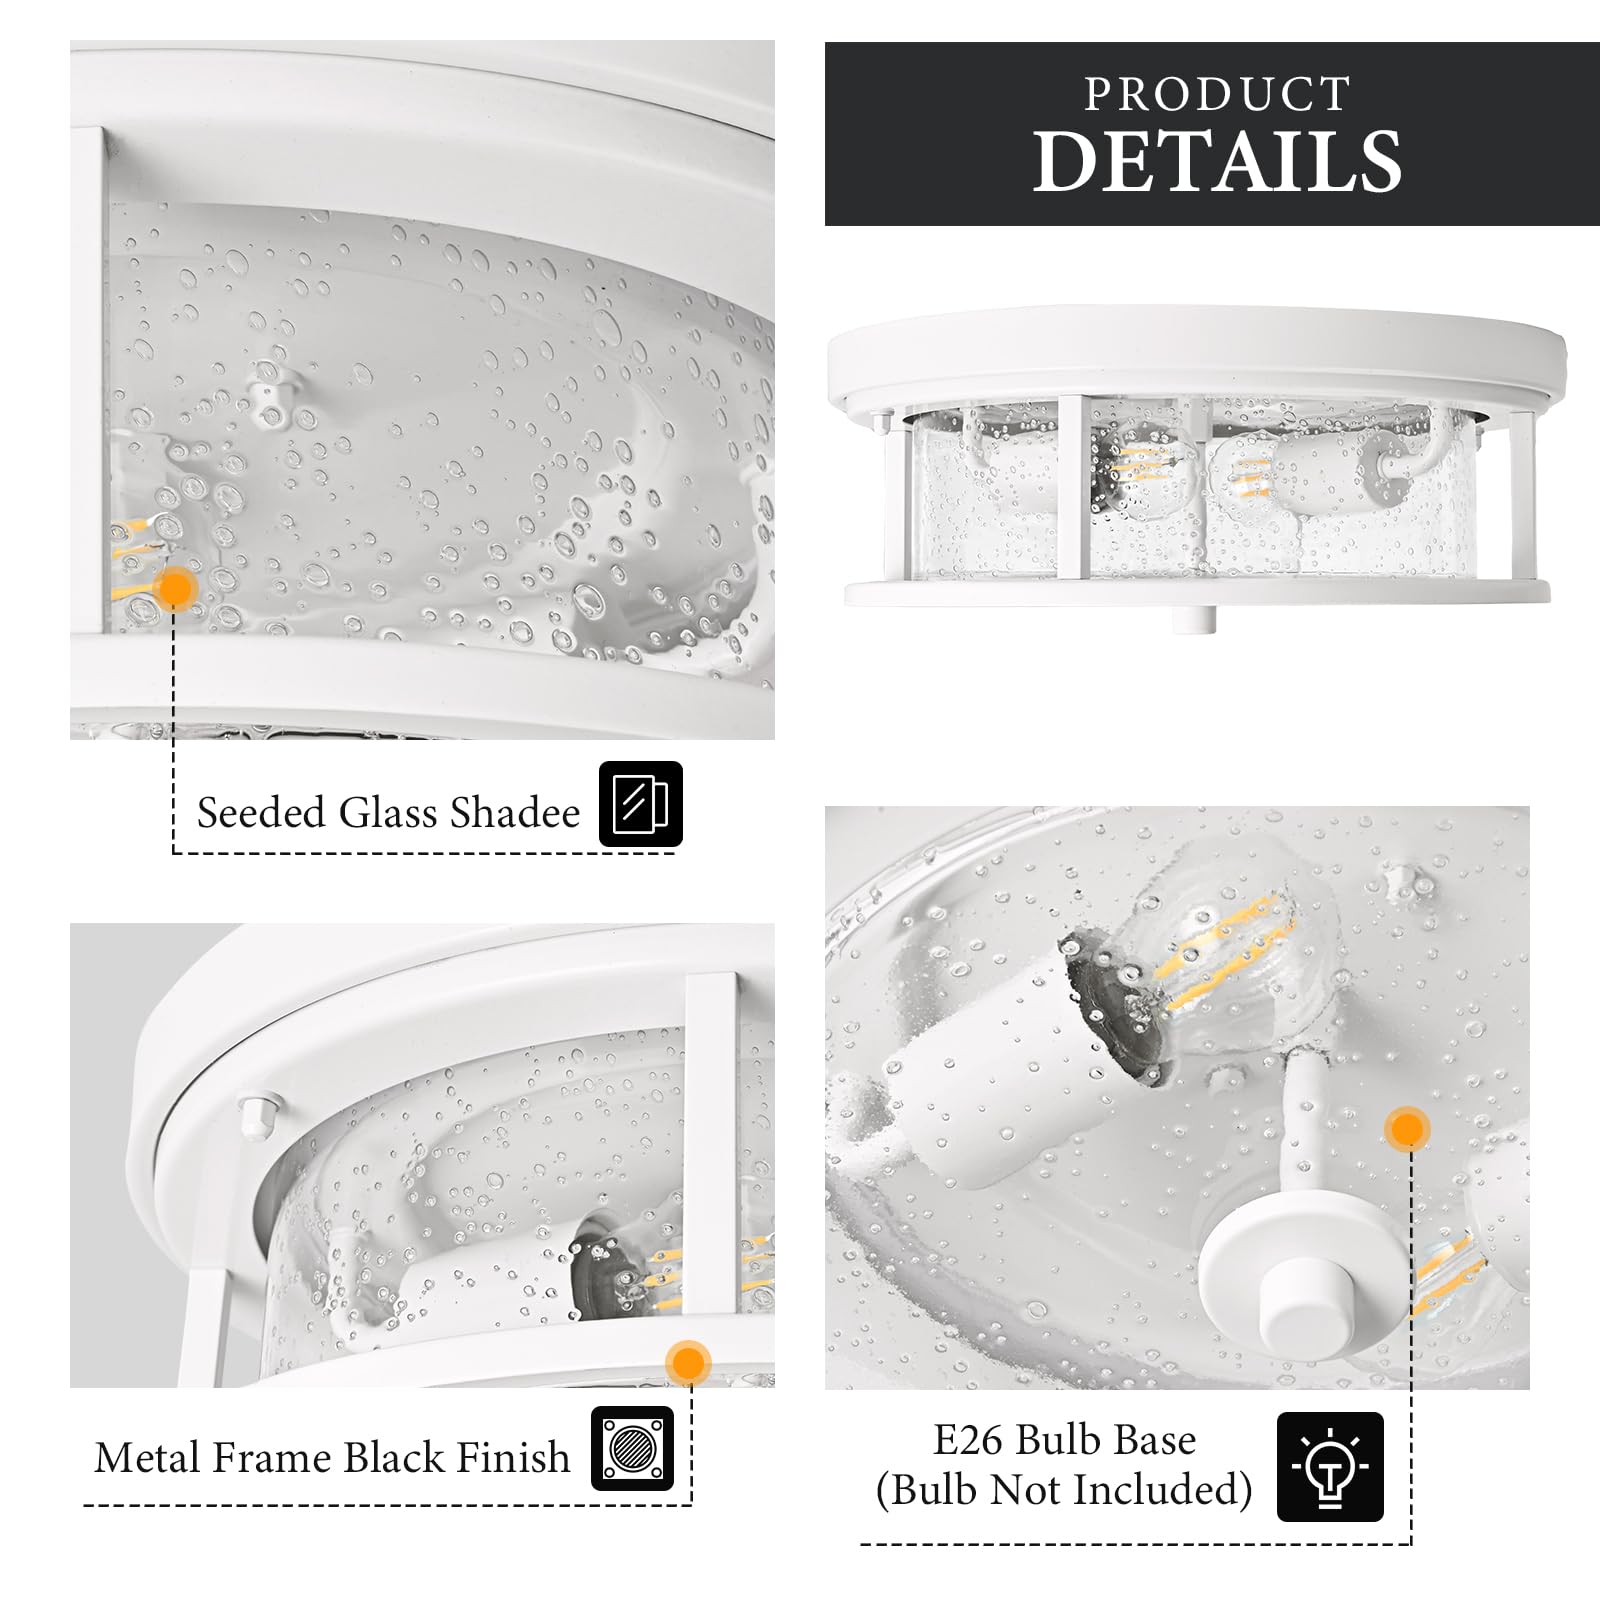 PRODUCT
DETAILS
Seeded Glass Shadee
Metal Frame Black Finish
E26 Bulb Base
(Bulb Not Included)